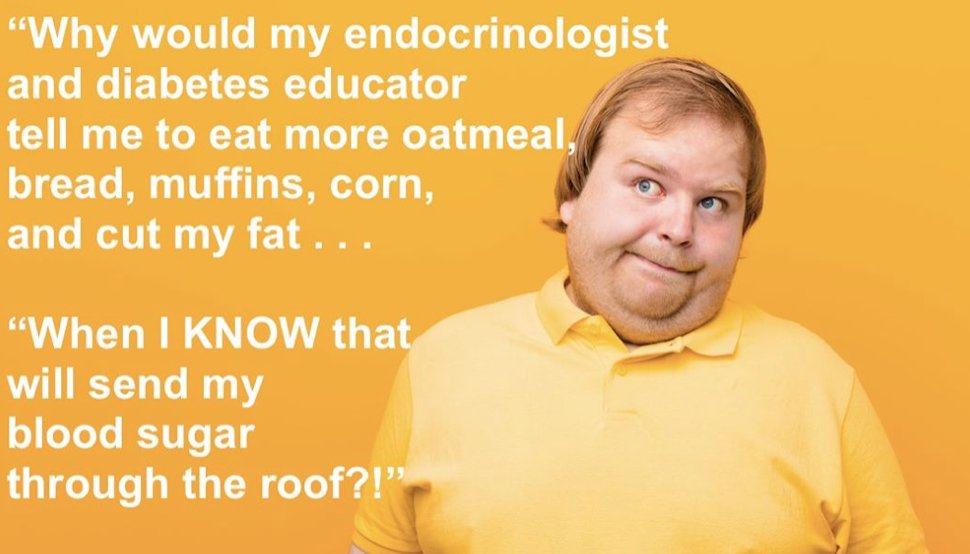 “Why would my endocrinologist
and diabetes educator
tell me to eat more oatmeal,
bread, muffins, corn,
and cut my fat . . .
“When I KNOW that
will send my
blood sugar
through the roof?!”